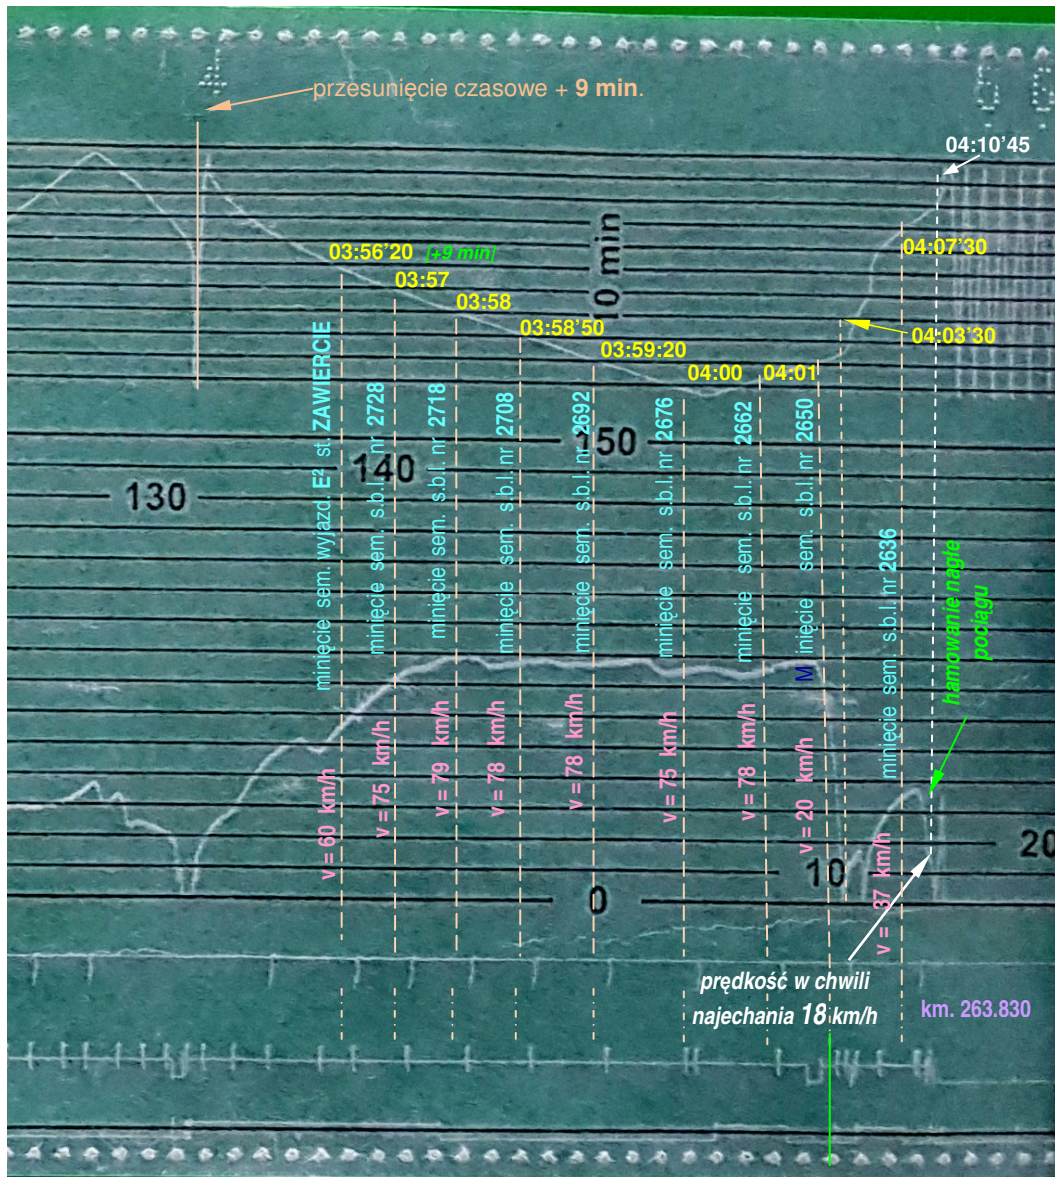 4
5
6
przesunięcie czasowe + 9 min.
04:10'45
10 min
03:56'20 [+9 min]
03:57
03:58
03:58'50
03:59:20
04:00
04:01
04:03'30
04:07'30
130
140
150
minięcie sem. wyjazd. E² st. ZAWIERCIE
minięcie sem. s.b.l. nr 2728
minięcie sem. s.b.l. nr 2718
minięcie sem. s.b.l. nr 2708
minięcie sem. s.b.l. nr 2692
minięcie sem. s.b.l. nr 2676
minięcie sem. s.b.l. nr 2662
M inięcie sem. s.b.l. nr 2650
minięcie sem. s.b.l. nr 2636
hamowanie nagłe
pociągu
v = 60 km/h
v = 75 km/h
v = 79 km/h
v = 78 km/h
v = 78 km/h
v = 75 km/h
v = 78 km/h
v = 20 km/h
v = 37 km/h
0
10
20
prędkość w chwili
najechania 18 km/h
km. 263.830